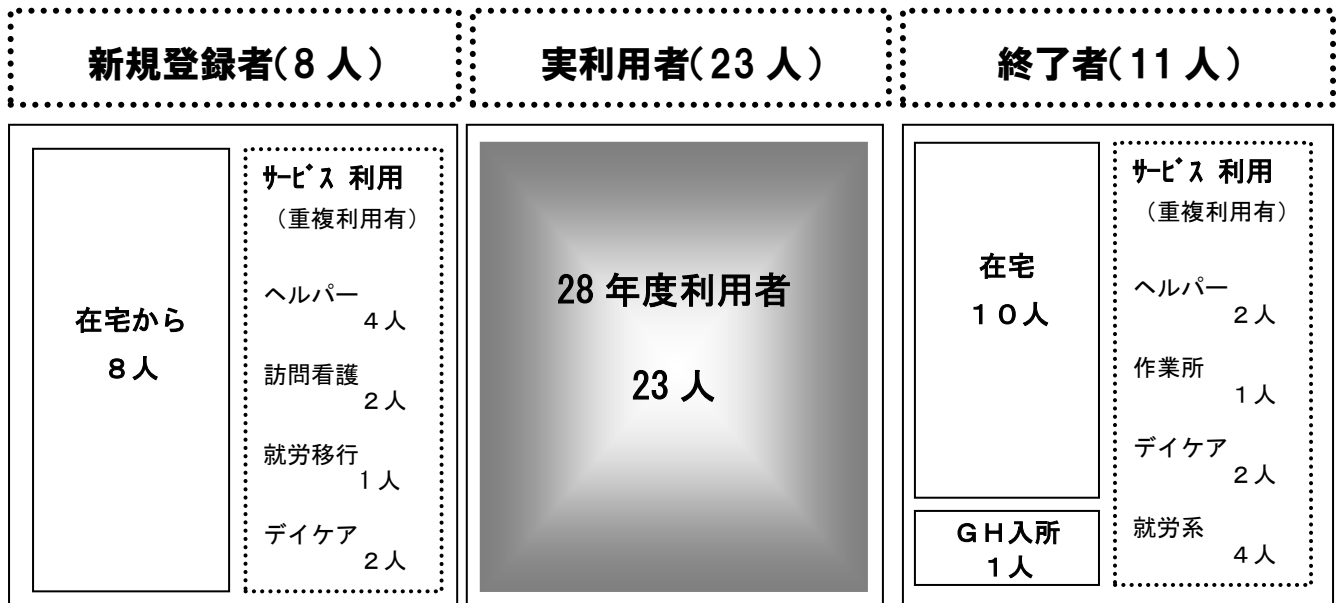 新規登録者(8人)
実利用者(23人)
終了者(11人)
在宅から
8人
サービス 利用
(重複利用有)
ヘルパー
4人
訪問看護
2人
就労移行
1人
デイケア
2人
28年度利用者
23人
在宅
10人
GH入所
1人
サービス 利用
(重複利用有)
ヘルパー
2人
作業所
1人
デイケア
2人
就労系
4人